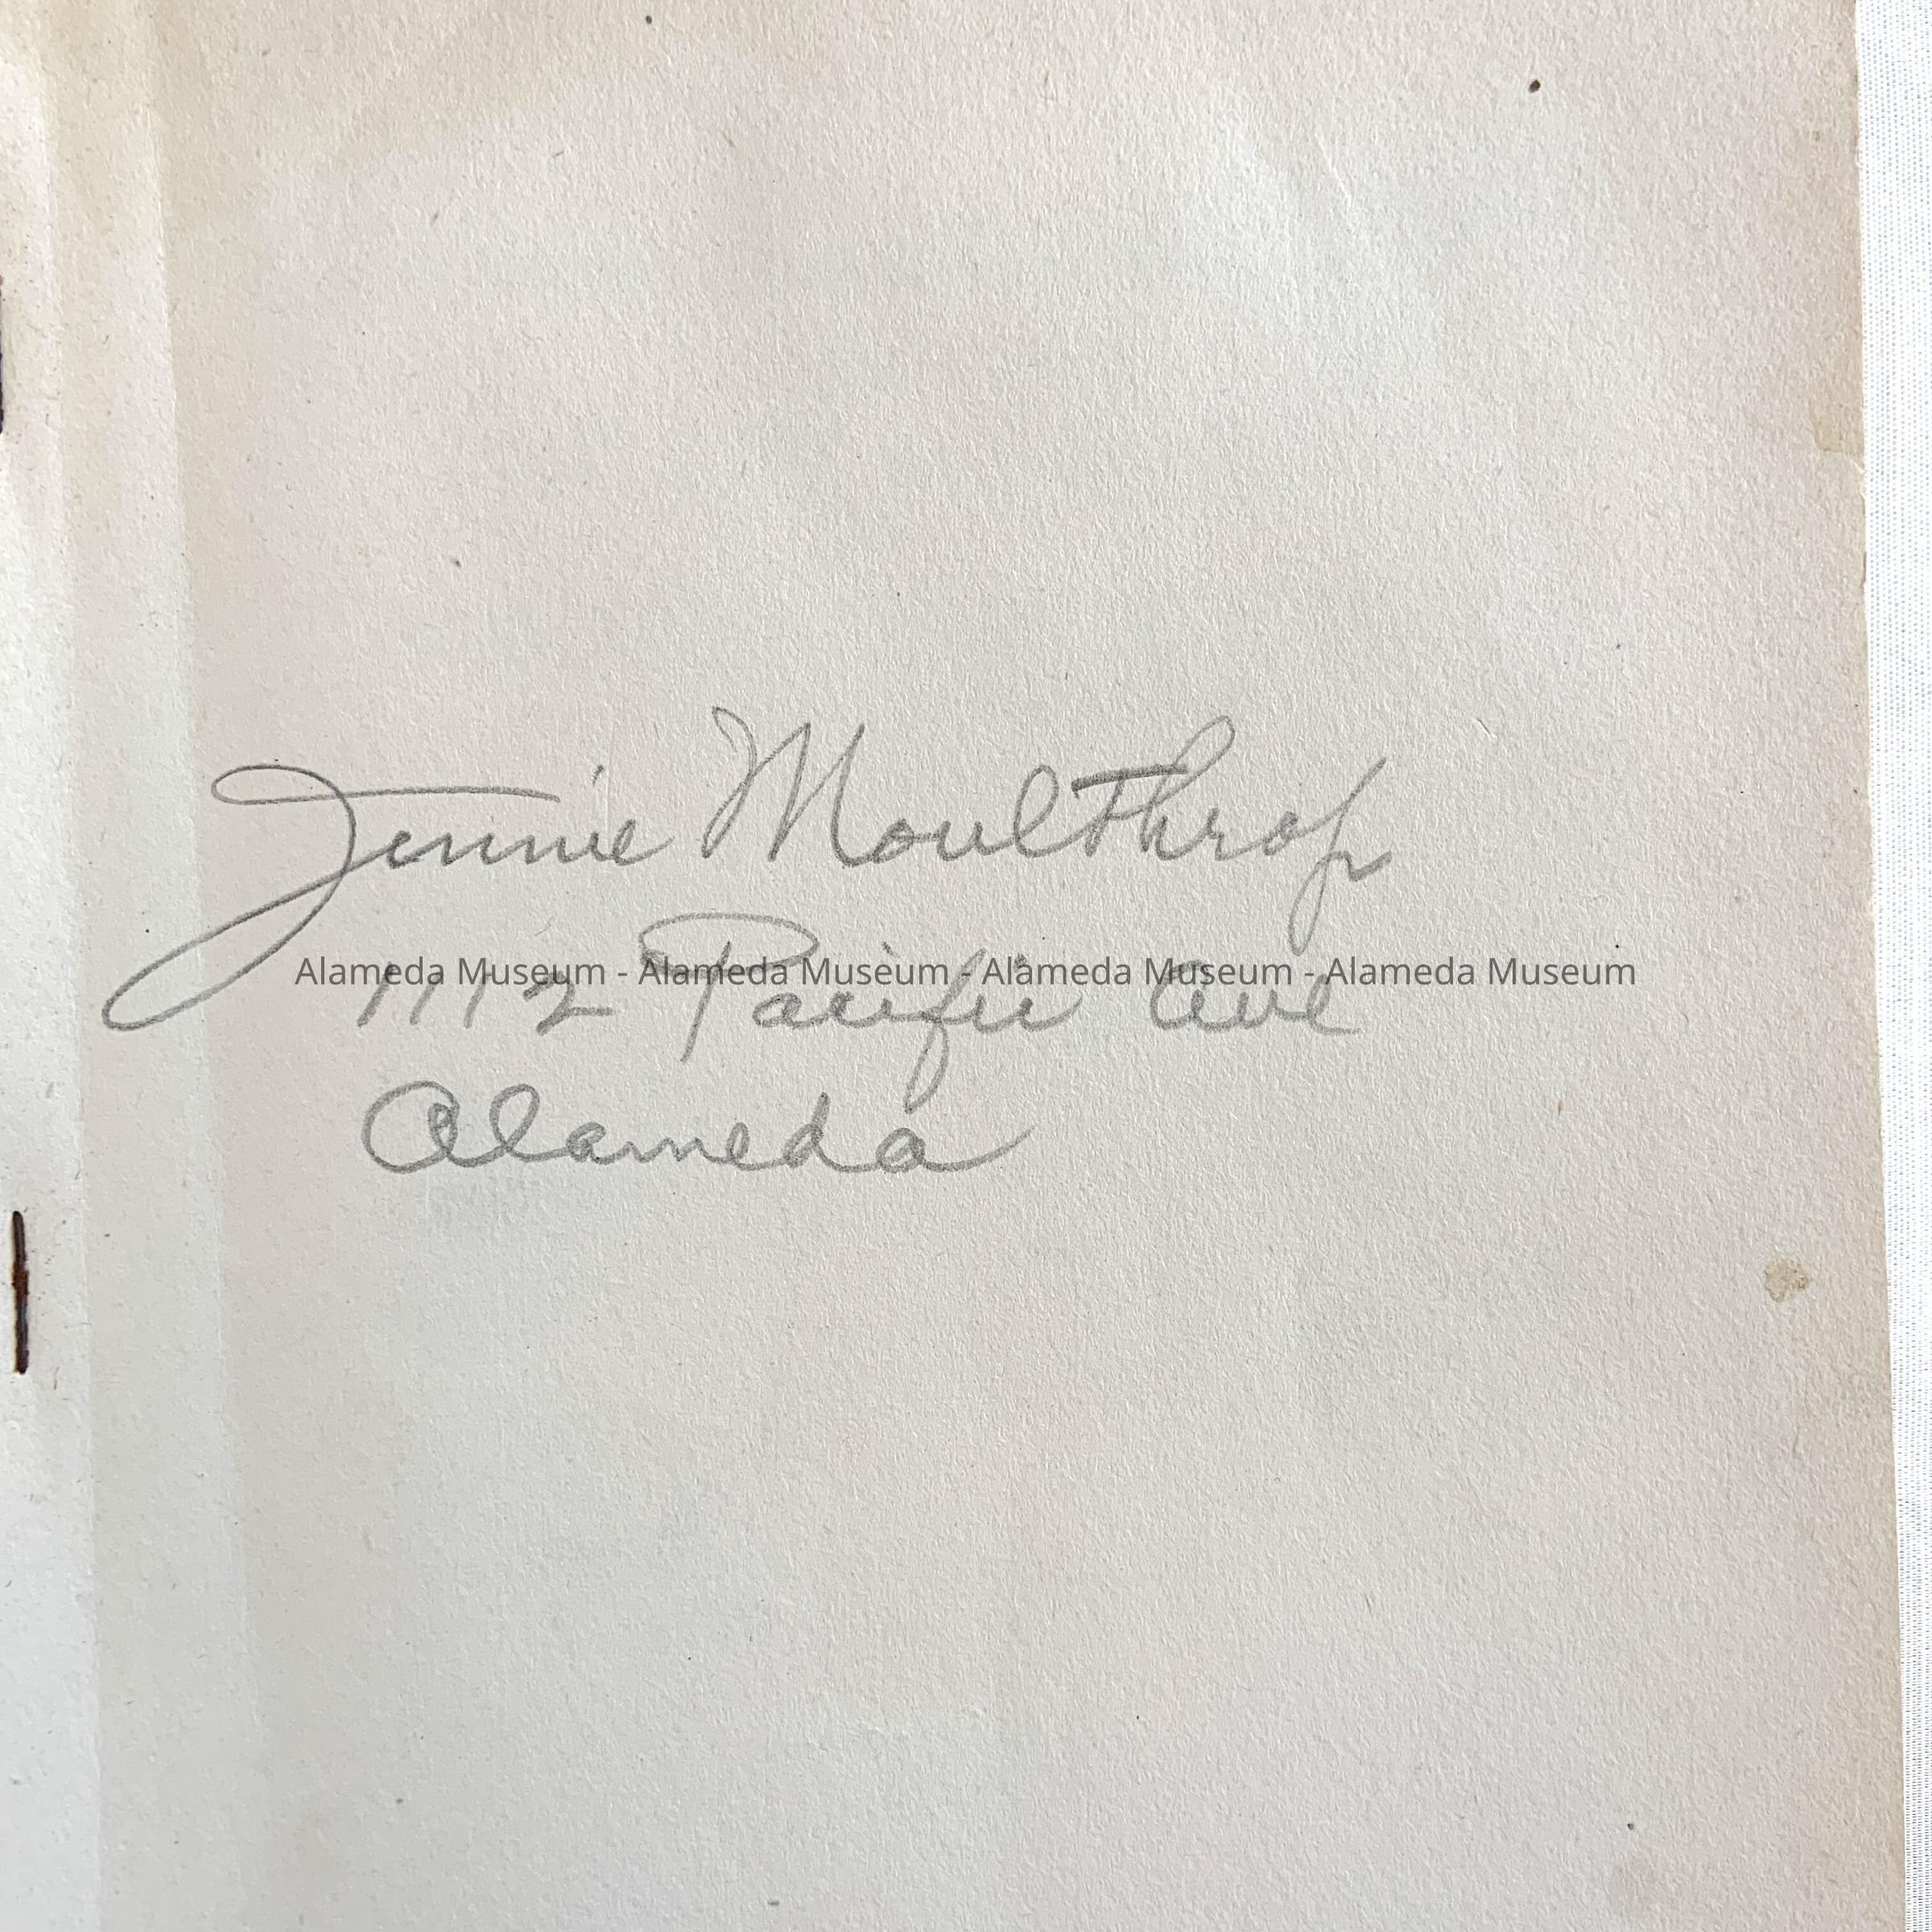 Jennie Moulthrop
Alameda Museum - Alameda Museum - Alameda Museum - Alameda Museum
1112 Pacific Ave
Alameda